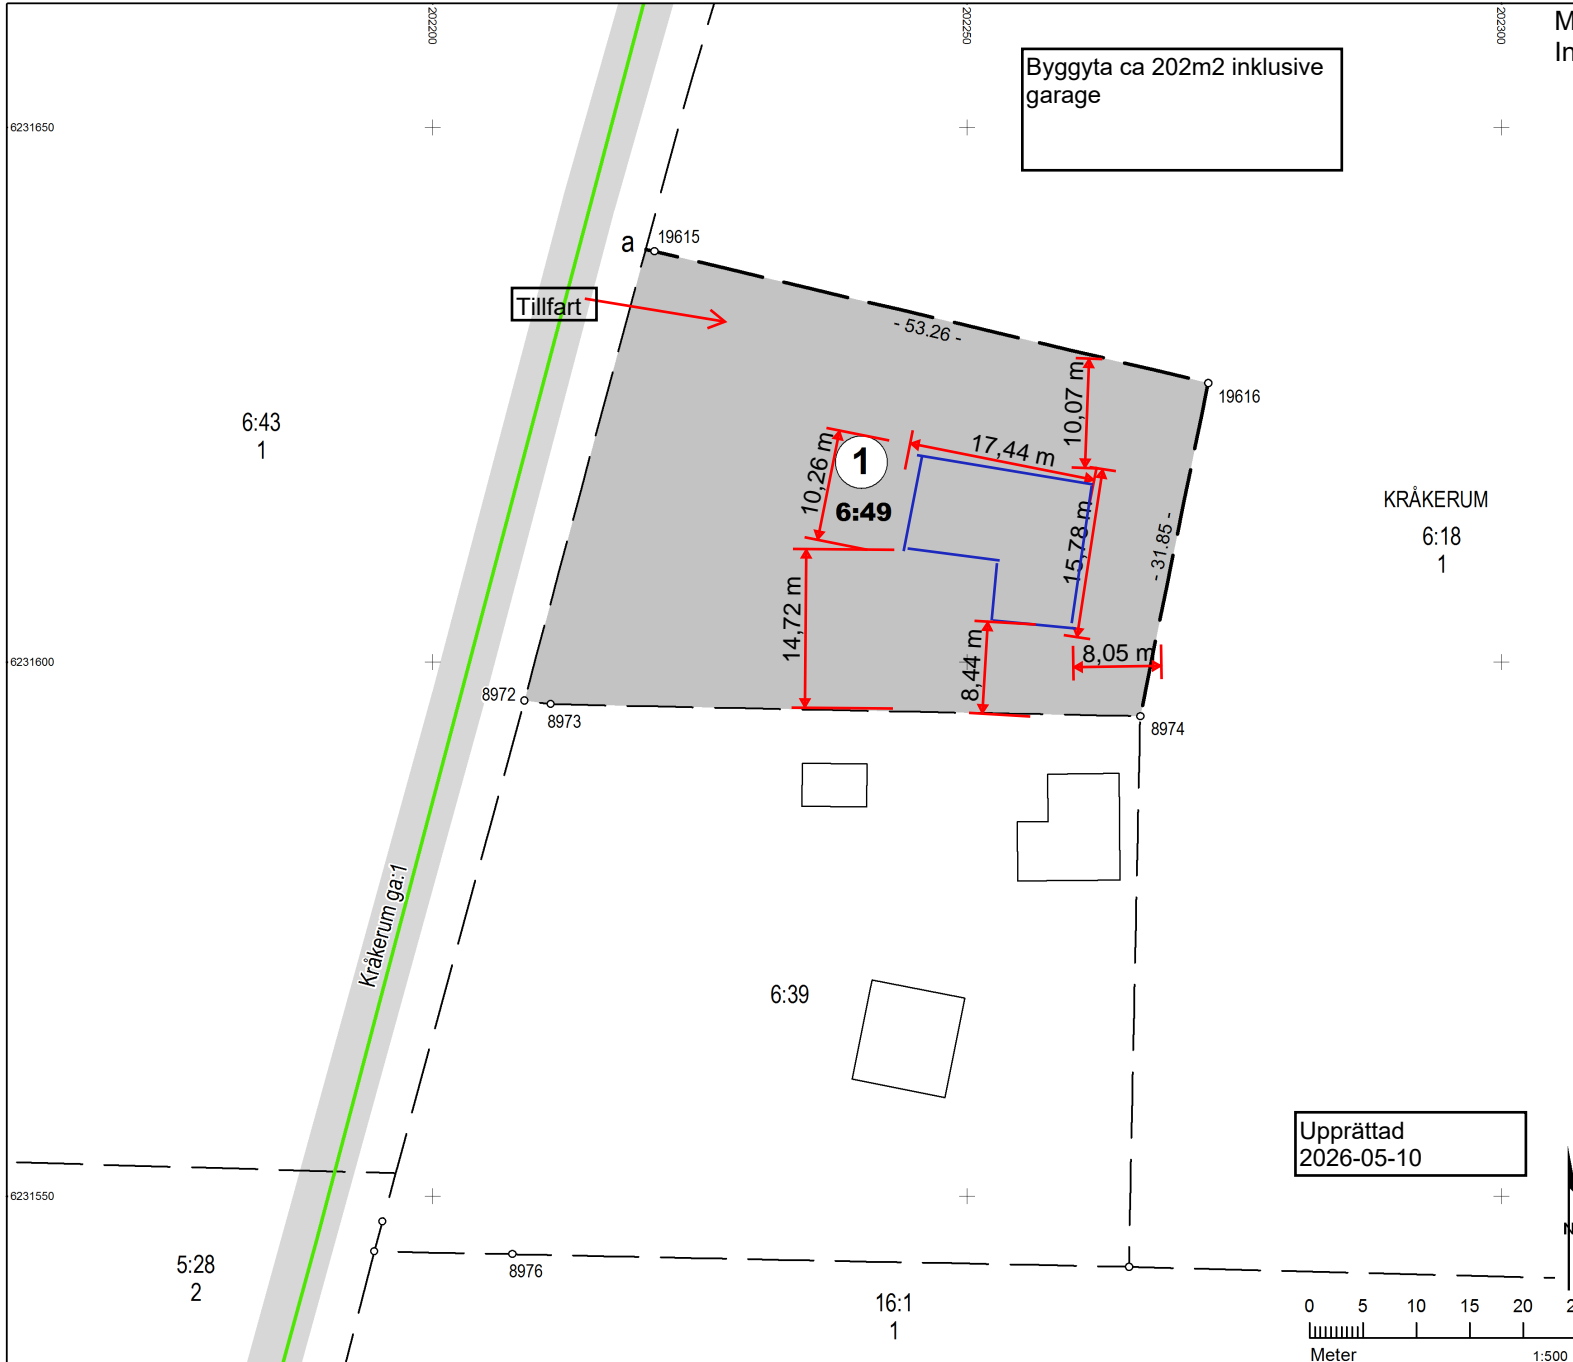 202200
202250
202300
M
In
Byggyta ca 202m2 inklusive
garage
6231650
a
19615
Tillfart
- 53.26 -
19616
10,07 m
6:43
1
17,44 m
10,26 m
1
6:49
KRÅKERUM
6:18
1
15,78 m
- 31.85 -
14,72 m
8,44 m
8,05 m
6231600
8972
8973
8974
Kråkerum ga:1
6:39
Upprättad
2026-05-10
6231550
N
5:28
2
8976
16:1
1
0 5 10 15 20 2
Meter
1:500